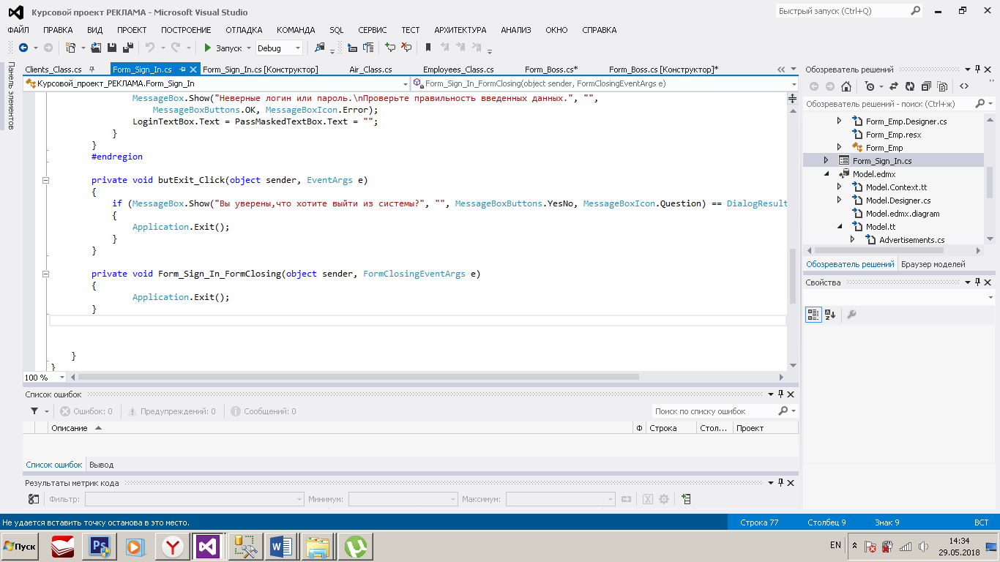 Курсовой проект РЕКЛАМА - Microsoft Visual Studio
Быстрый запуск (Ctrl+Q)
ФАЙЛ ПРАВКА ВИД ПРОЕКТ ПОСТРОЕНИЕ ОТЛАДКА КОМАНДА SQL СЕРВИС ТЕСТ АРХИТЕКТУРА АНАЛИЗ ОКНО СПРАВКА
Запуск Debug
Панель элементов
Clients_Class.cs Form_Sign_In.cs Form_Sign_In.cs [Конструктор] Air_Class.cs Employees_Class.cs Form_Boss.cs* Form_Boss.cs [Конструктор]*
Курсовой_проект_РЕКЛАМА.Form_Sign_In Form_Sign_In_FormClosing(object sender, FormClosingEventArgs e)
MessageBox.Show("Неверные логин или пароль.\nПроверьте правильность введенных данных.", "",
MessageBoxButtons.OK, MessageBoxIcon.Error);
LoginTextBox.Text = PassMaskedTextBox.Text = "";
}
}
#endregion
private void butExit_Click(object sender, EventArgs e)
{
if (MessageBox.Show("Вы уверены,что хотите выйти из системы?", "", MessageBoxButtons.YesNo, MessageBoxIcon.Question) == DialogResult
{
Application.Exit();
}
}
private void Form_Sign_In_FormClosing(object sender, FormClosingEventArgs e)
{
Application.Exit();
}
}
}
100 %
Обозреватель решений
Обозреватель решений - поиск (Ctrl+ж)
Form_Emp.Designer.cs
Form_Emp.resx
Form_Emp
Form_Sign_In.cs
Model.edmx
Model.Context.tt
Model.Designer.cs
Model.edmx.diagram
Model.tt
Advertisements.cs
Обозреватель решений Браузер моделей
Свойства
Список ошибок
Ошибок: 0 Предупреждений: 0 Сообщений: 0 Поиск по списку ошибок
Описание Ф Строка Стол... Проект
Список ошибок Вывод
Результаты метрик кода
Фильтр: Минимум: Максимум:
Не удается вставить точку останова в это место. Строка 77 Столбец 9 Знак 9 ВСТ
Пуск EN 14:34
29.05.2018